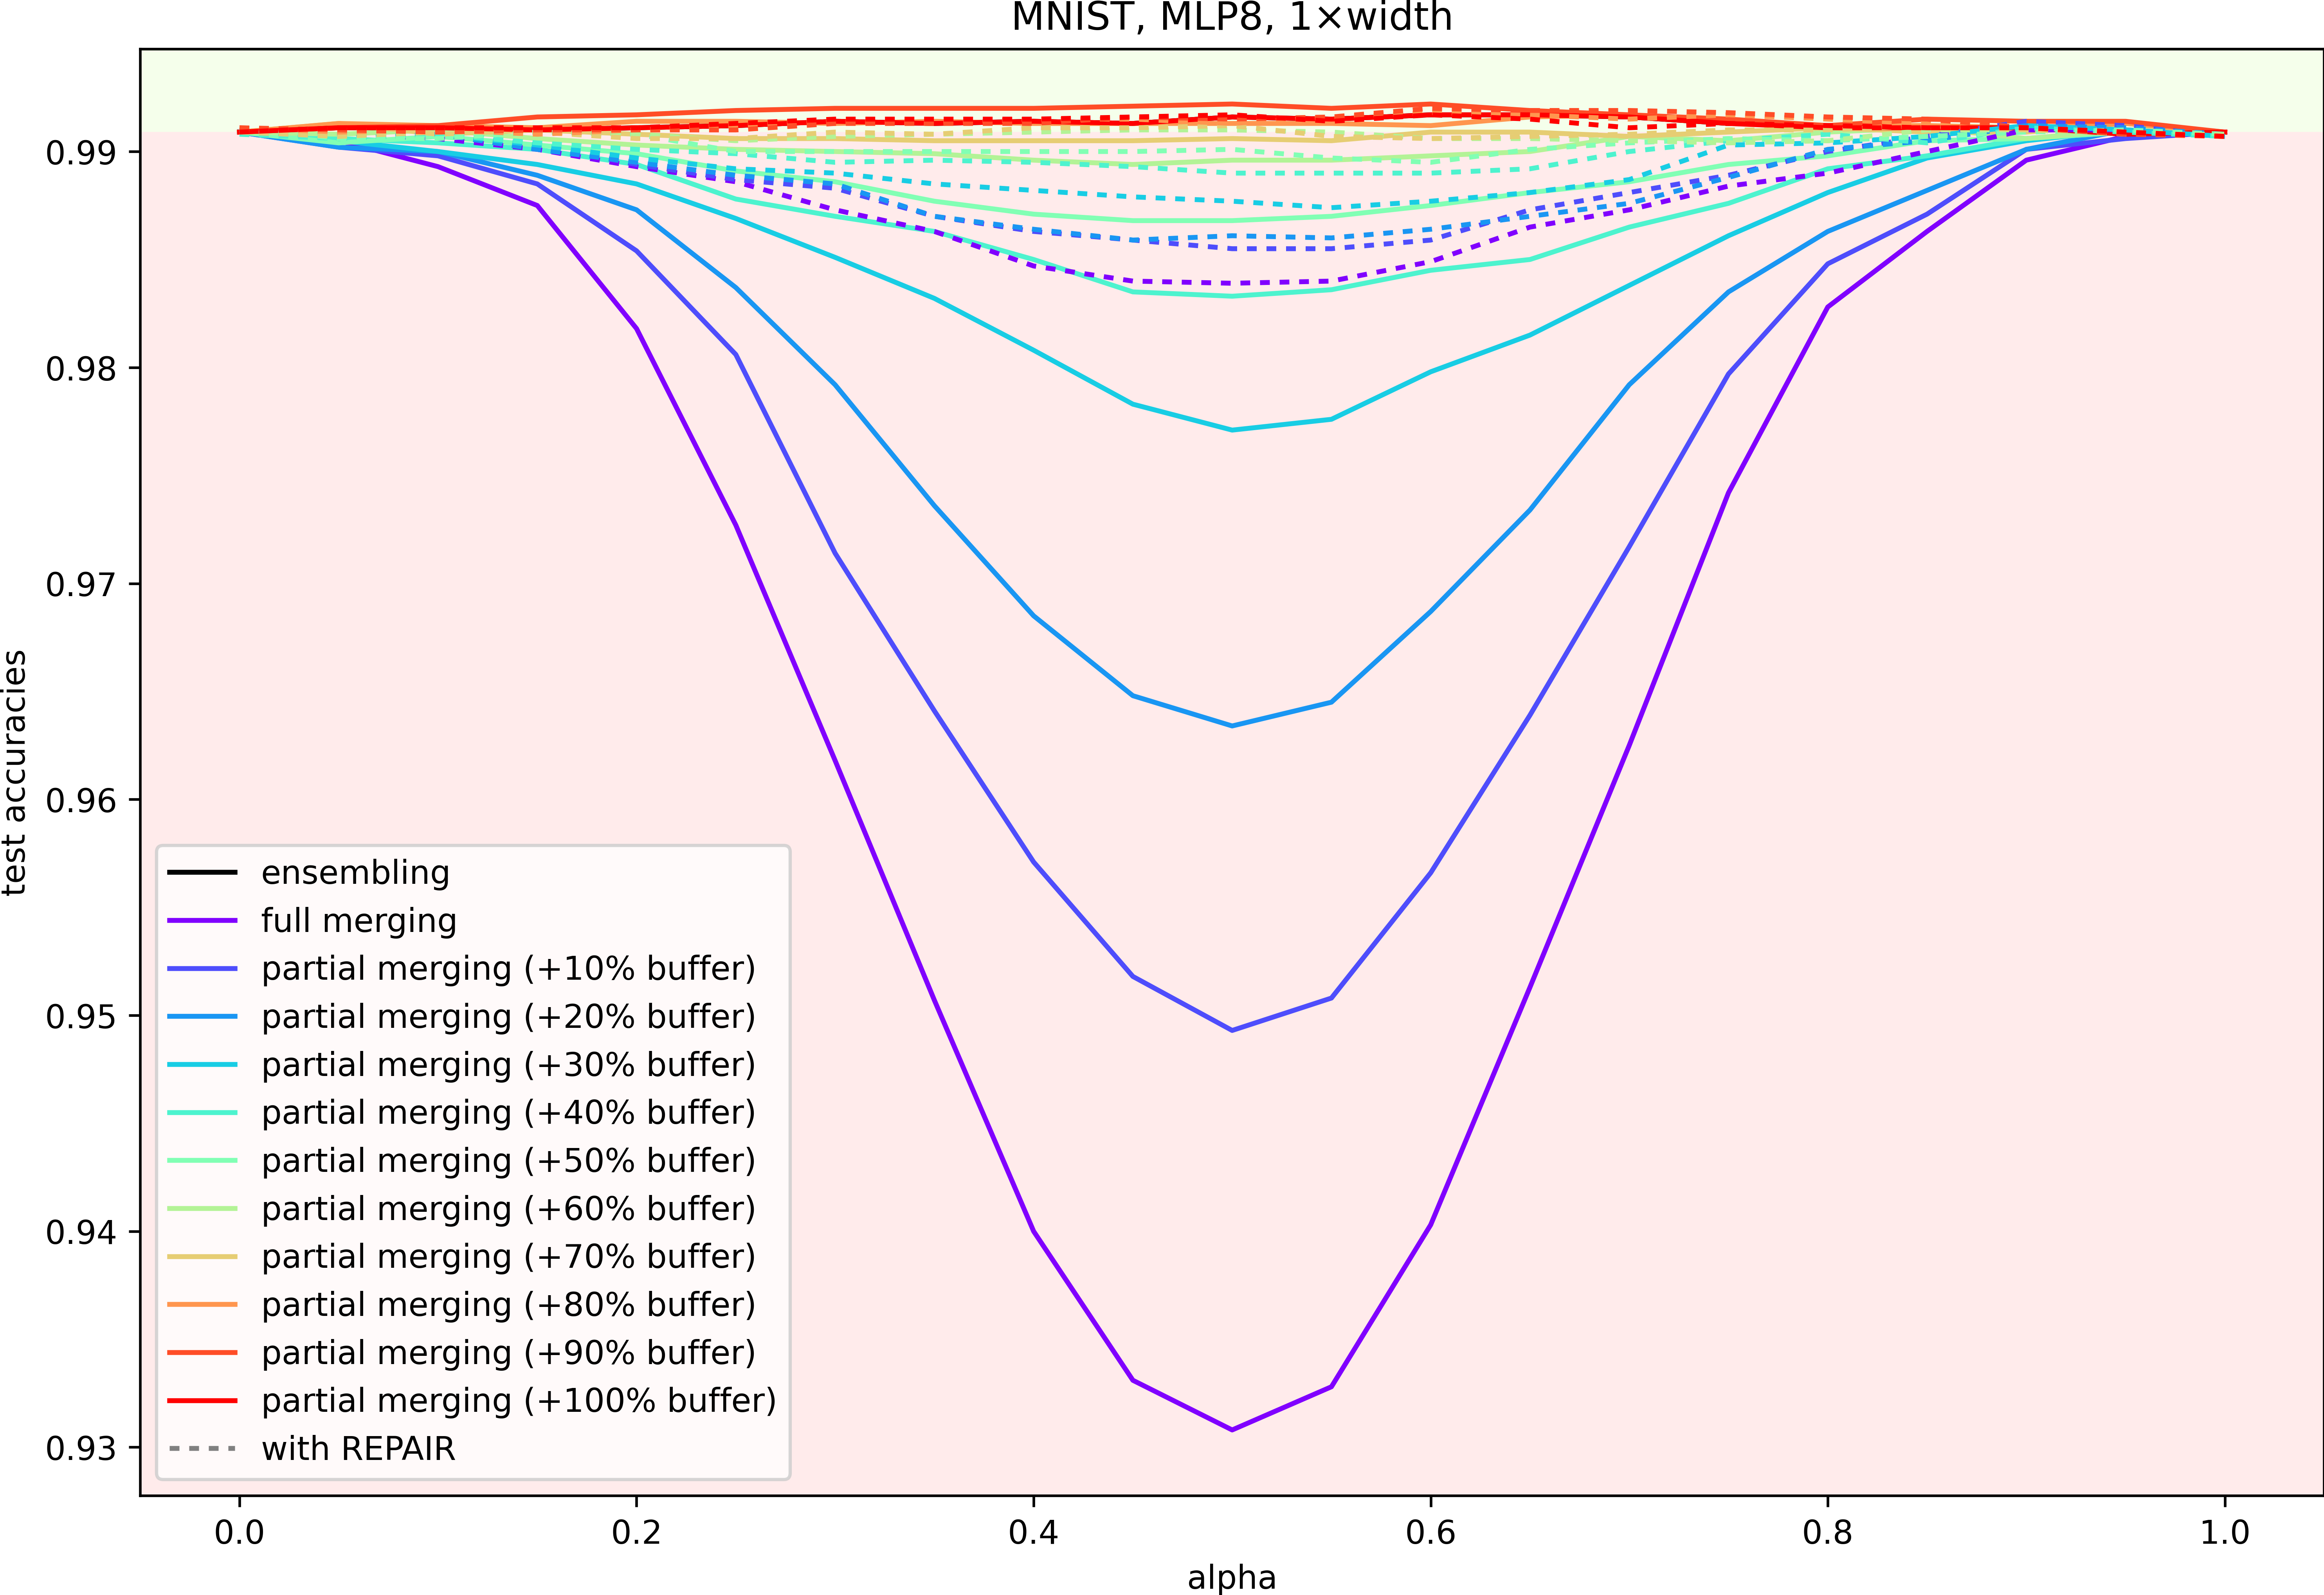 MNIST, MLP8, 1×width
test accuracies
0.99
0.98
0.97
0.96
0.95
0.94
0.93
ensembling
full merging
partial merging (+10% buffer)
partial merging (+20% buffer)
partial merging (+30% buffer)
partial merging (+40% buffer)
partial merging (+50% buffer)
partial merging (+60% buffer)
partial merging (+70% buffer)
partial merging (+80% buffer)
partial merging (+90% buffer)
partial merging (+100% buffer)
with REPAIR
0.0 0.2 0.4 0.6 0.8 1.0
alpha